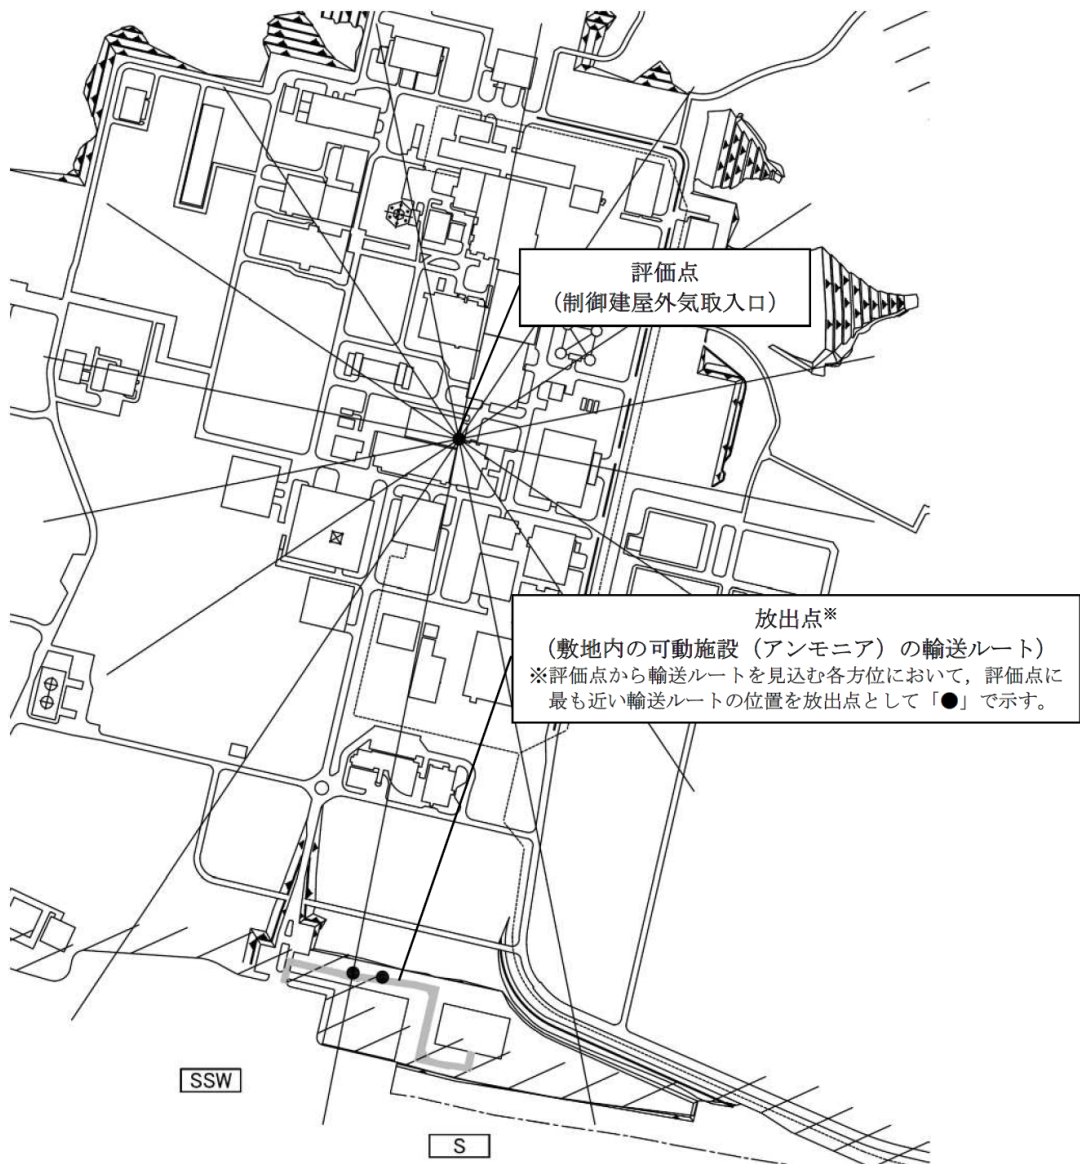 評価点
（制御建屋外気取入口）
放出点※
（敷地内の可動施設（アンモニア）の輸送ルート）
※評価点から輸送ルートを見込む各方位において，評価点に
最も近い輸送ルートの位置を放出点として「●」で示す。
SSW
S